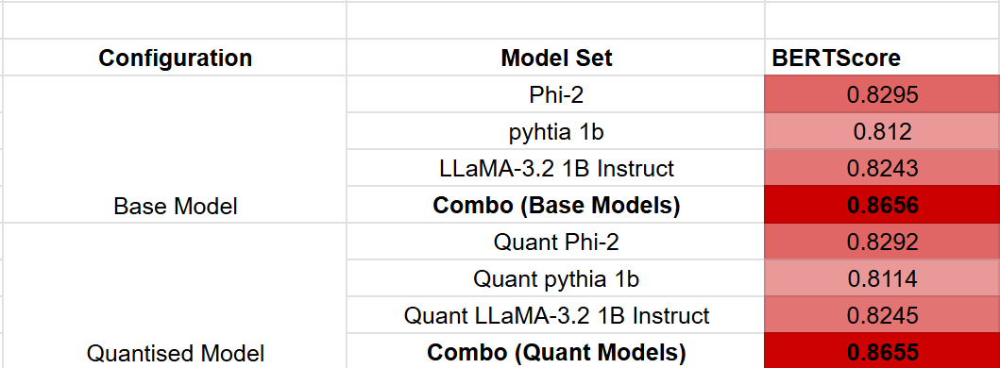 Configuration Model Set BERTScore
Phi-2 0.8295
pyhtia 1b 0.812
LLaMA-3.2 1B Instruct 0.8243
Base Model Combo (Base Models) 0.8656
Quant Phi-2 0.8292
Quant pythia 1b 0.8114
Quant LLaMA-3.2 1B Instruct 0.8245
Quantised Model Combo (Quant Models) 0.8655